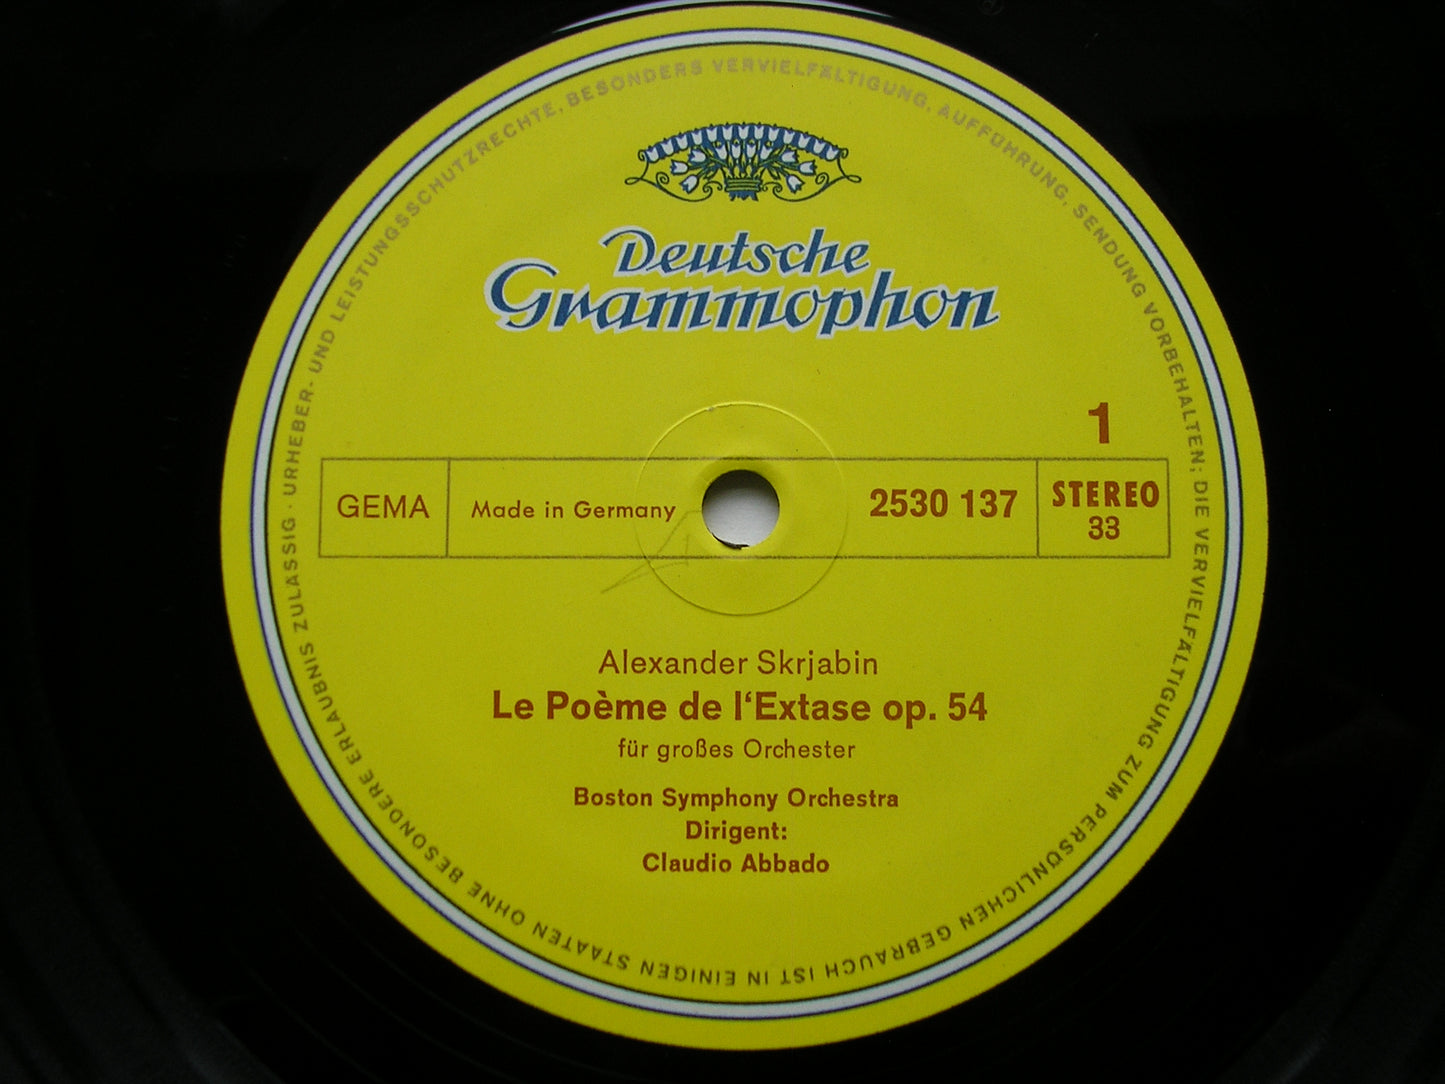 URHEBER- UND LEISTUNGSSCHUTZRECHTE, BESONDERS VERVIELFÄLTIGUNG, AUFFÜHRUNG, SENDUNG VORBEHALTEN; DIE VERVIELFÄLTIGUNG ZUM PERSÖNLICHEN GEBRAUCH IST IN EINIGEN STAATEN OHNE BESONDERE ERLAUBNIS ZULÄSSIG ·
Deutsche
Grammophon
1
GEMA
Made in Germany
2530 137
STEREO
33
Alexander Skrjabin
Le Poème de l‘Extase op. 54
für großes Orchester
Boston Symphony Orchestra
Dirigent:
Claudio Abbado